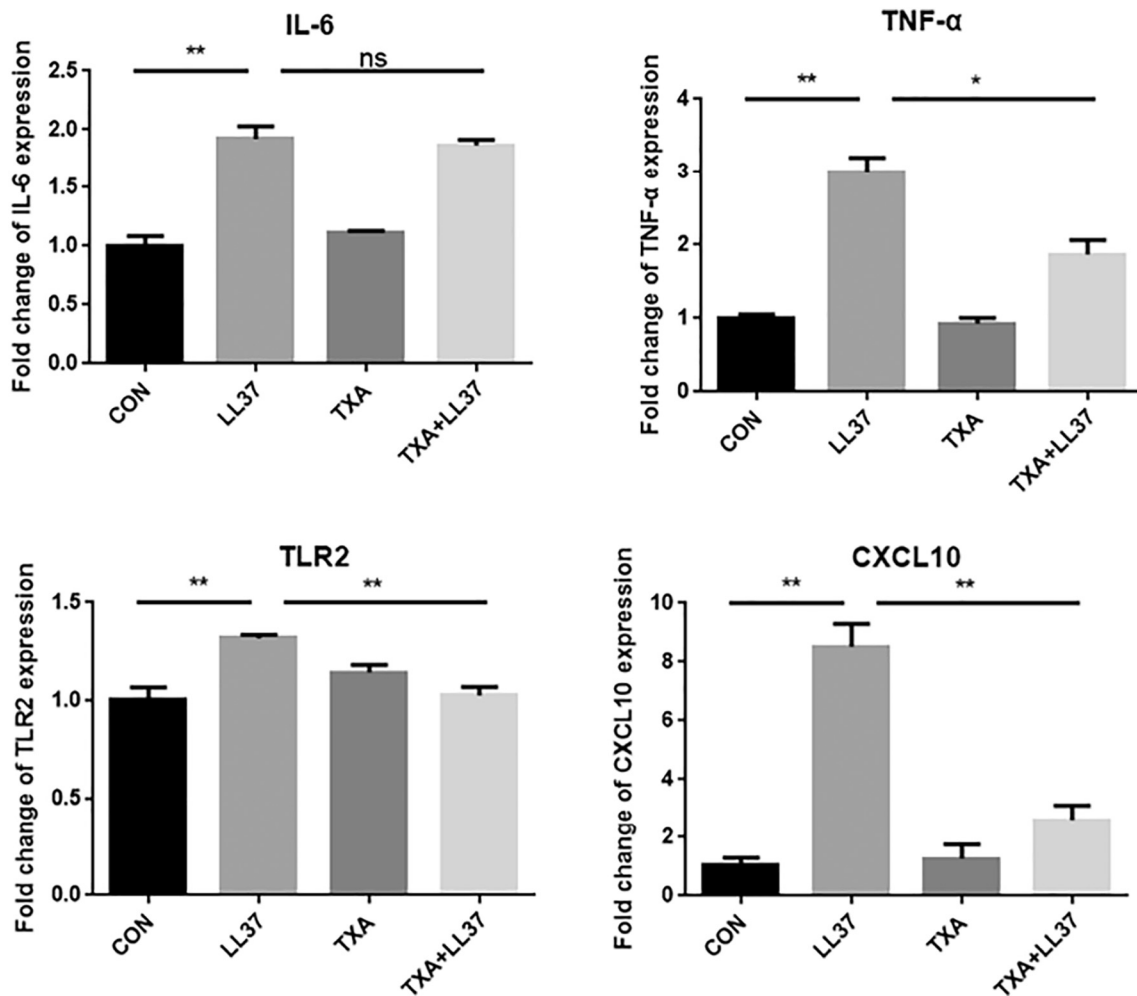 IL-6
** ns
Fold change of IL-6 expression
2.5
2.0
1.5
1.0
0.5
0.0
CON LL37 TXA TXA+LL37
TNF-α
** *
Fold change of TNF-α expression
4
3
2
1
0
CON LL37 TXA TXA+LL37
TLR2
** **
Fold change of TLR2 expression
1.5
1.0
0.5
0.0
CON LL37 TXA TXA+LL37
CXCL10
** **
Fold change of CXCL10 expression
10
8
6
4
2
0
CON LL37 TXA TXA+LL37